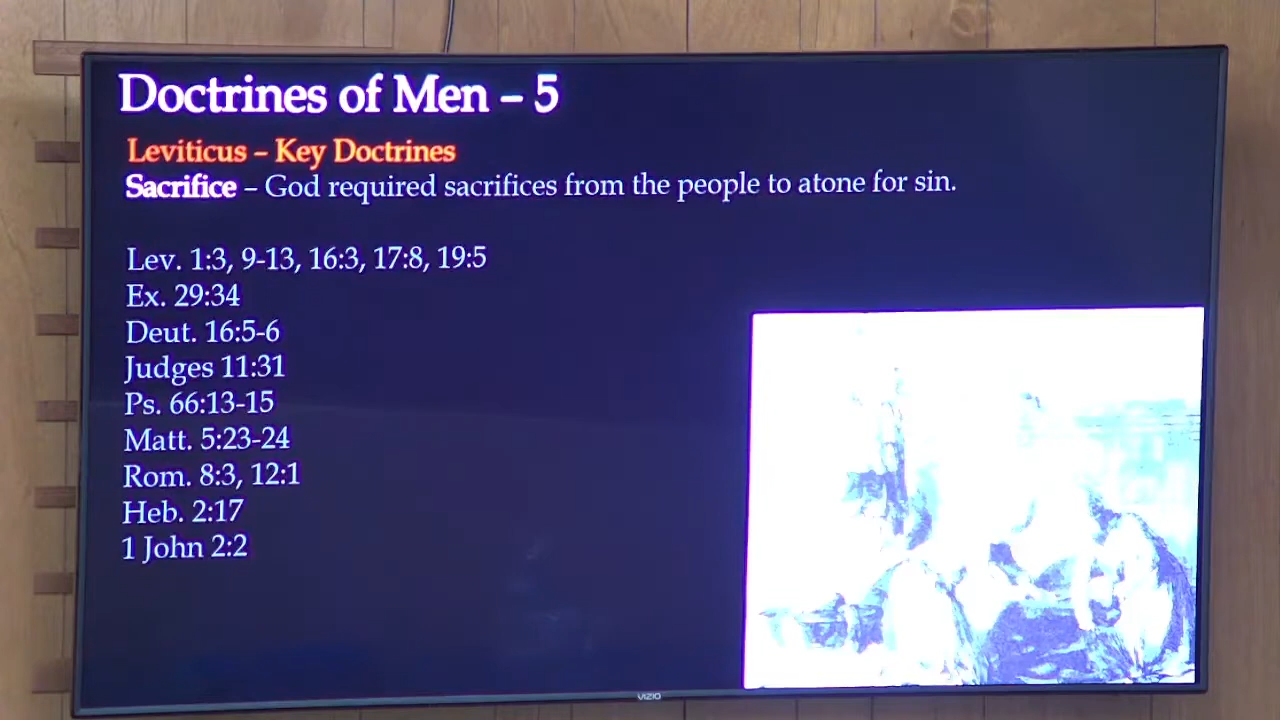 Doctrines of Men – 5
Leviticus – Key Doctrines
Sacrifice – God required sacrifices from the people to atone for sin.
Lev. 1:3, 9-13, 16:3, 17:8, 19:5
Ex. 29:34
Deut. 16:5-6
Judges 11:31
Ps. 66:13-15
Matt. 5:23-24
Rom. 8:3, 12:1
Heb. 2:17
1 John 2:2
VIZIO